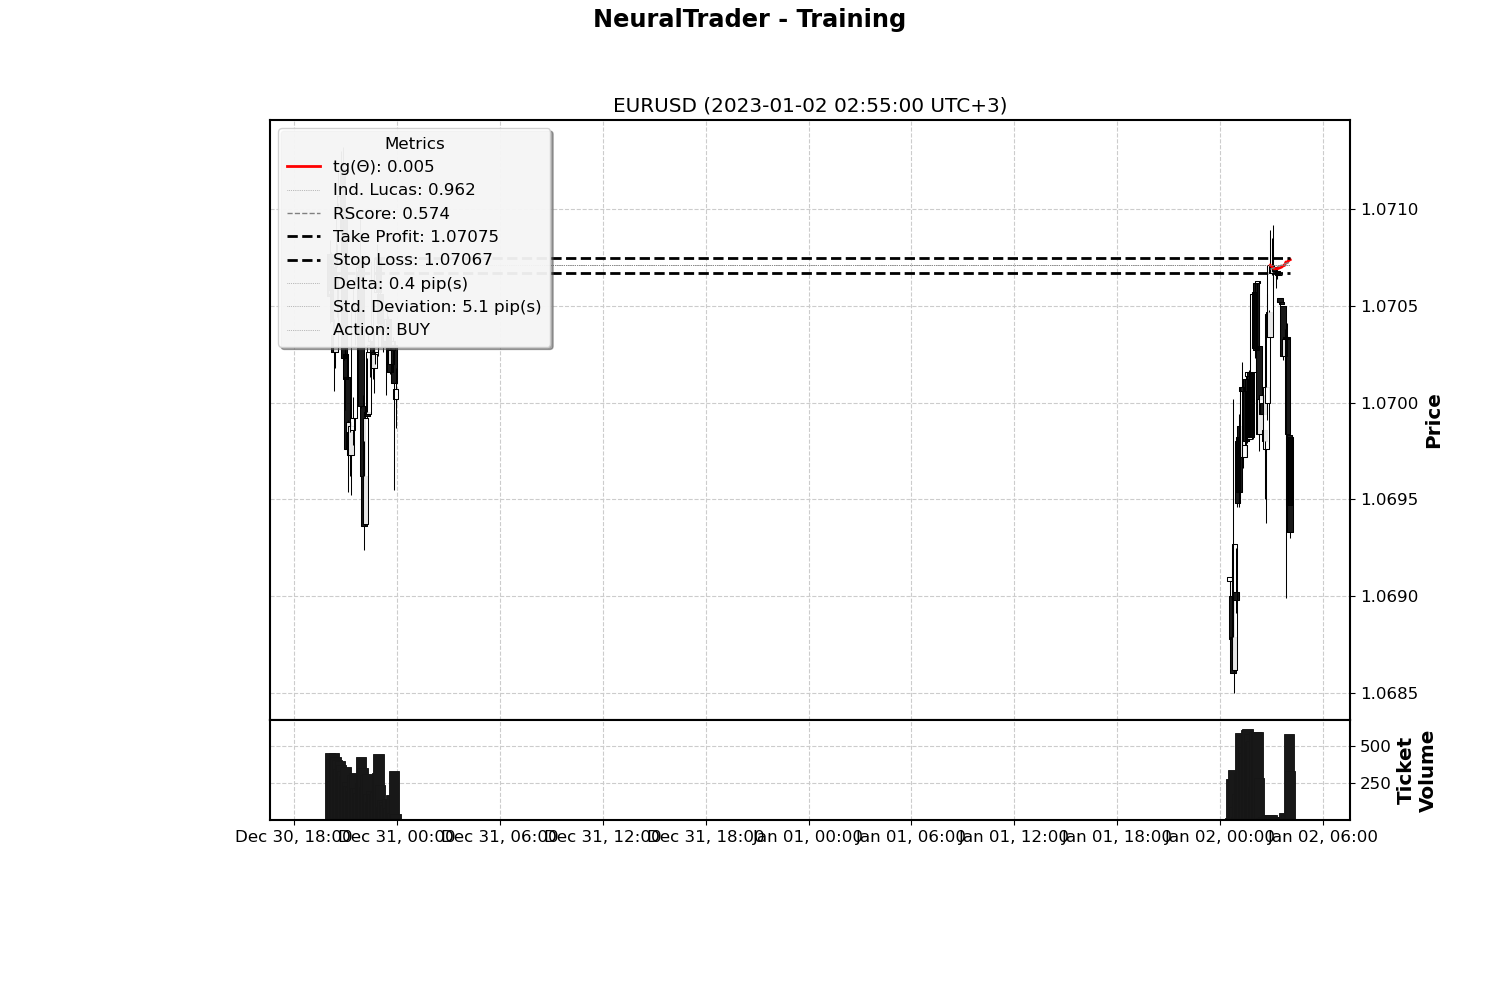 NeuralTrader - Training
EURUSD (2023-01-02 02:55:00 UTC+3)
Metrics
tg(Θ): 0.005
Ind. Lucas: 0.962
RScore: 0.574
Take Profit: 1.07075
Stop Loss: 1.07067
Delta: 0.4 pip(s)
Std. Deviation: 5.1 pip(s)
Action: BUY
1.0710
1.0705
1.0700
1.0695
1.0690
1.0685
Price
500
250
Ticket
Volume
Dec 30, 18:00
Dec 31, 00:00
Dec 31, 06:00
Dec 31, 12:00
Dec 31, 18:00
Jan 01, 00:00
Jan 01, 06:00
Jan 01, 12:00
Jan 01, 18:00
Jan 02, 00:00
Jan 02, 06:00